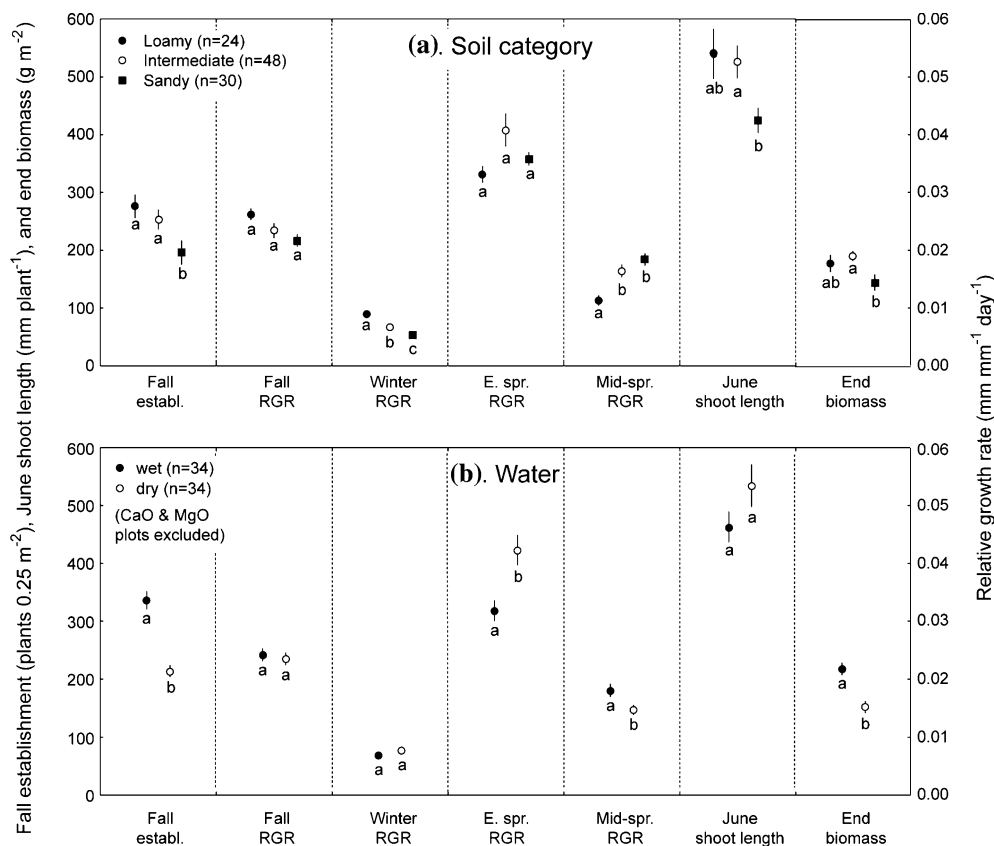 Fall establishment (plants 0.25 m⁻²), June shoot length (mm plant⁻¹), and end biomass (g m⁻²)
(a). Soil category
Loamy (n=24)
Intermediate (n=48)
Sandy (n=30)
600
500
400
300
200
100
0
a a b
a a a
a b c
a a a
a b b
ab a b
ab a b
0.06
0.05
0.04
0.03
0.02
0.01
0.00
Fall establ.
Fall RGR
Winter RGR
E. spr. RGR
Mid-spr. RGR
June shoot length
End biomass
(b). Water
wet (n=34)
dry (n=34)
(CaO & MgO
plots excluded)
600
500
400
300
200
100
0
a b
a a
a a
a b
a b
a a
a b
0.06
0.05
0.04
0.03
0.02
0.01
0.00
Fall establ.
Fall RGR
Winter RGR
E. spr. RGR
Mid-spr. RGR
June shoot length
End biomass
Relative growth rate (mm mm⁻¹ day⁻¹)